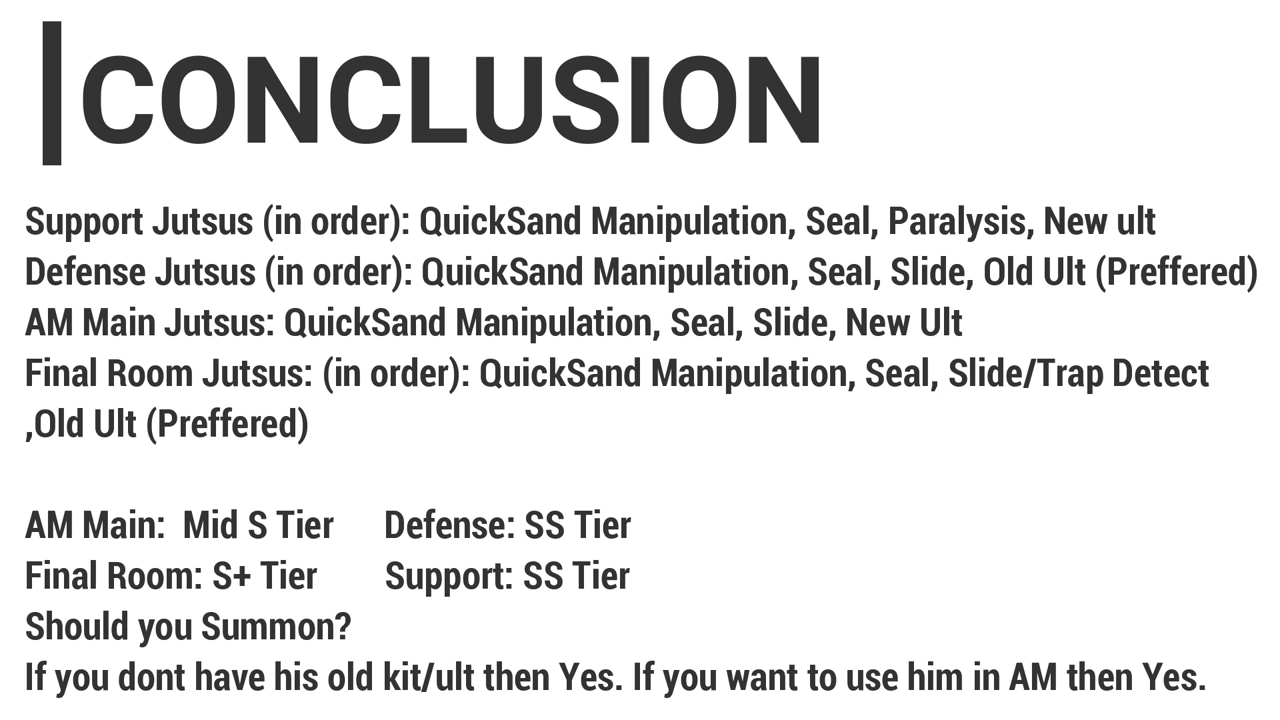 CONCLUSION
Support Jutsus (in order): QuickSand Manipulation, Seal, Paralysis, New ult
Defense Jutsus (in order): QuickSand Manipulation, Seal, Slide, Old Ult (Preffered)
AM Main Jutsus: QuickSand Manipulation, Seal, Slide, New Ult
Final Room Jutsus: (in order): QuickSand Manipulation, Seal, Slide/Trap Detect
,Old Ult (Preffered)
AM Main: Mid S Tier Defense: SS Tier
Final Room: S+ Tier Support: SS Tier
Should you Summon?
If you dont have his old kit/ult then Yes. If you want to use him in AM then Yes.